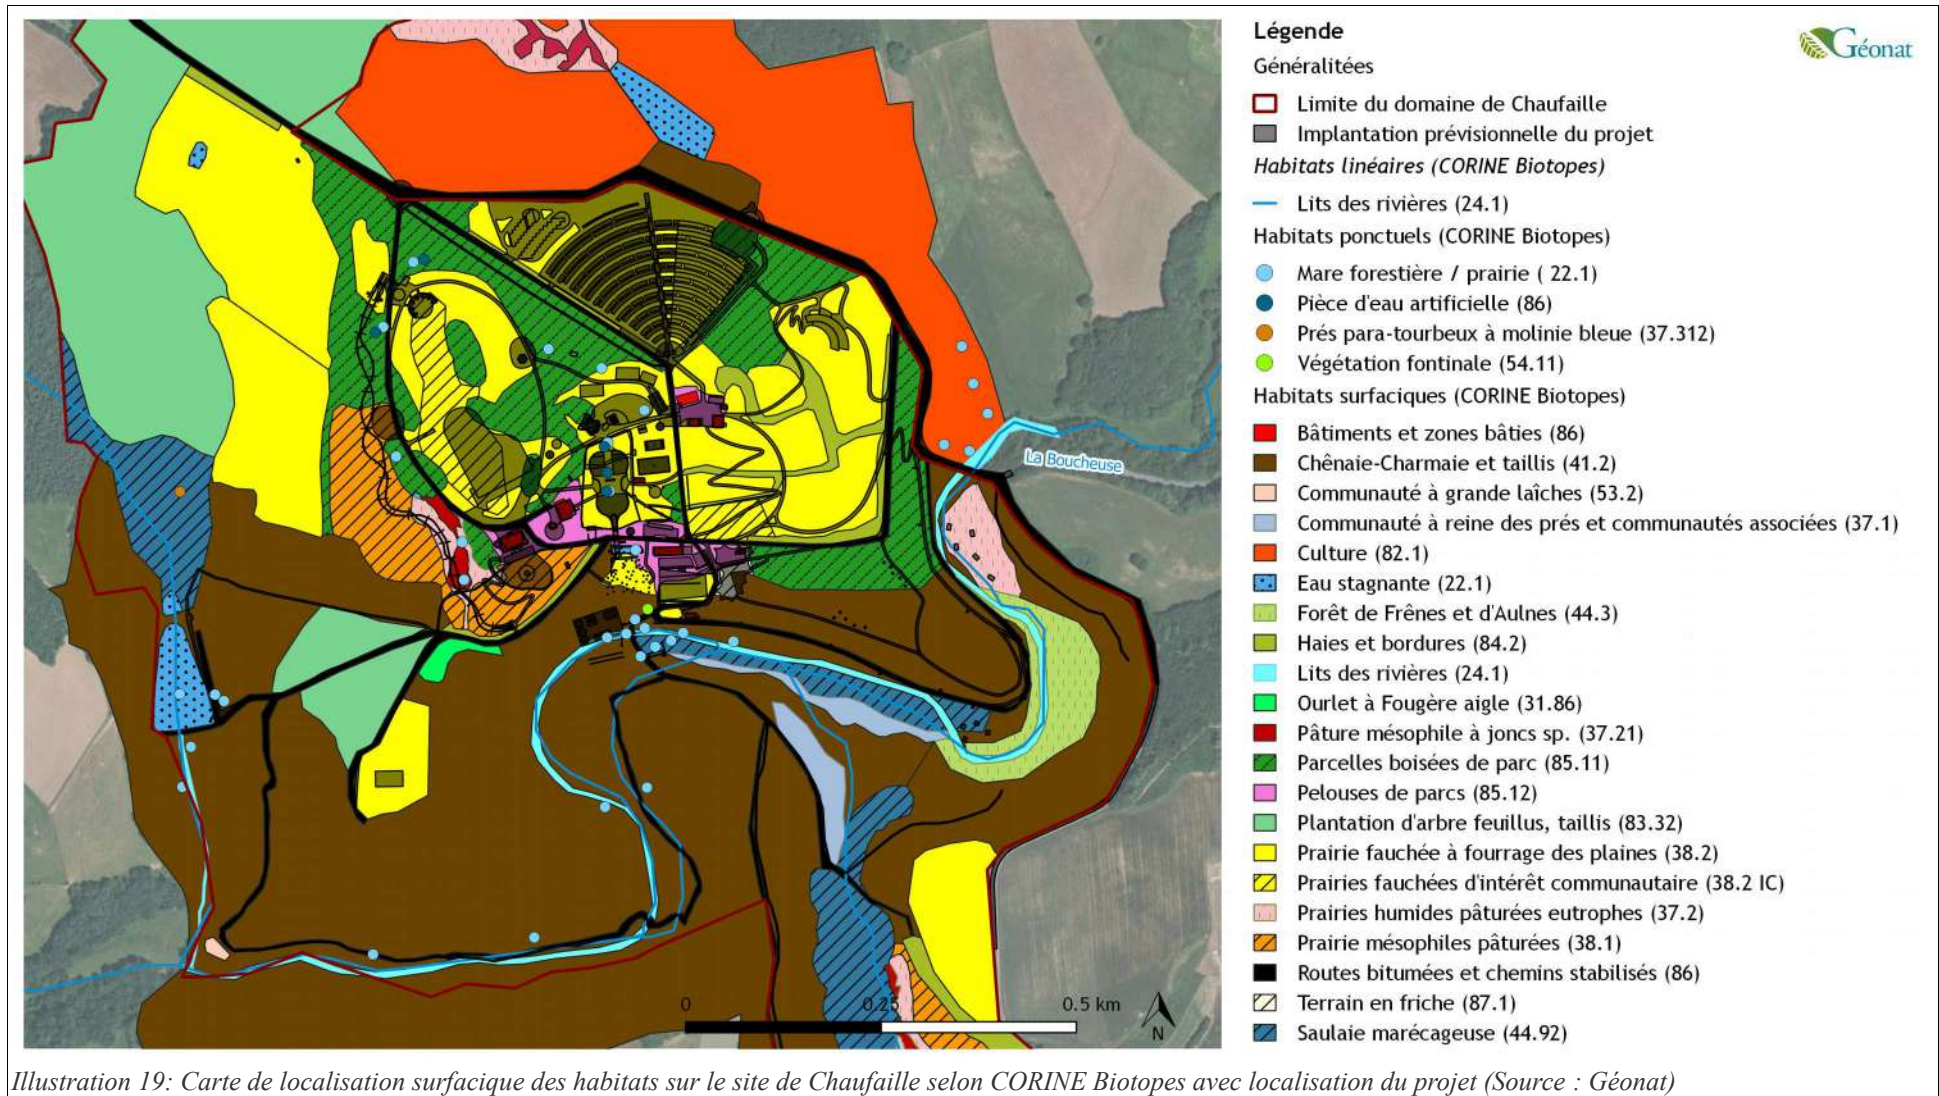 Légende
Géonat
Généralitées
Limite du domaine de Chaufaille
Implantation prévisionnelle du projet
Habitats linéaires (CORINE Biotopes)
Lits des rivières (24.1)
Habitats ponctuels (CORINE Biotopes)
Mare forestière / prairie ( 22.1)
Pièce d'eau artificielle (86)
Prés para-tourbeux à molinie bleue (37.312)
Végétation fontinale (54.11)
Habitats surfaciques (CORINE Biotopes)
Bâtiments et zones bâties (86)
Chênaie-Charmaie et taillis (41.2)
Communauté à grande laîches (53.2)
Communauté à reine des prés et communautés associées (37.1)
Culture (82.1)
Eau stagnante (22.1)
Forêt de Frênes et d'Aulnes (44.3)
Haies et bordures (84.2)
Lits des rivières (24.1)
Ourlet à Fougère aigle (31.86)
Pâture mésophile à joncs sp. (37.21)
Parcelles boisées de parc (85.11)
Pelouses de parcs (85.12)
Plantation d'arbre feuillus, taillis (83.32)
Prairie fauchée à fourrage des plaines (38.2)
Prairies fauchées d'intérêt communautaire (38.2 IC)
Prairies humides pâturées eutrophes (37.2)
Prairie mésophiles pâturées (38.1)
Routes bitumées et chemins stabilisés (86)
Terrain en friche (87.1)
Saulaie marécageuse (44.92)
La Boucheuse
0 0.25 0.5 km
N
Illustration 19: Carte de localisation surfacique des habitats sur le site de Chaufaille selon CORINE Biotopes avec localisation du projet (Source : Géonat)